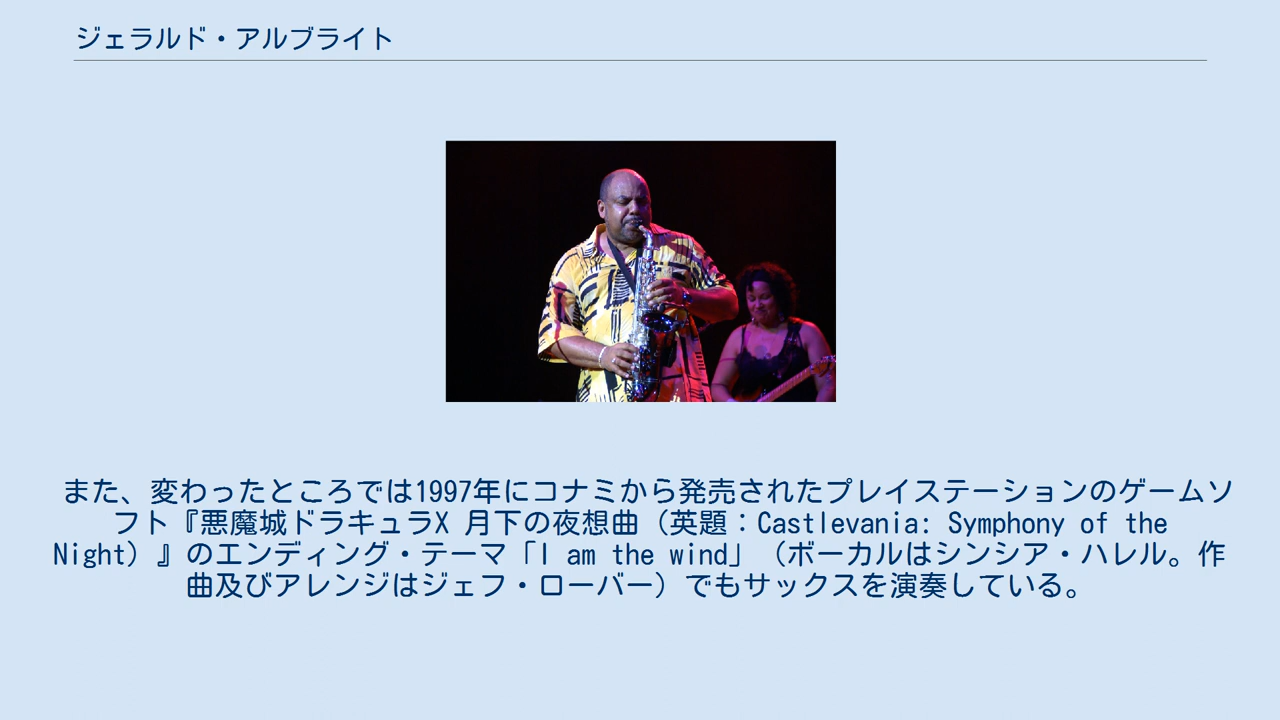 ジェラルド・アルブライト
また、変わったところでは1997年にコナミから発売されたプレイステーションのゲームソ
フト『悪魔城ドラキュラX 月下の夜想曲（英題：Castlevania: Symphony of the
Night）』のエンディング・テーマ「I am the wind」（ボーカルはシンシア・ハレル。作
曲及びアレンジはジェフ・ローバー）でもサックスを演奏している。